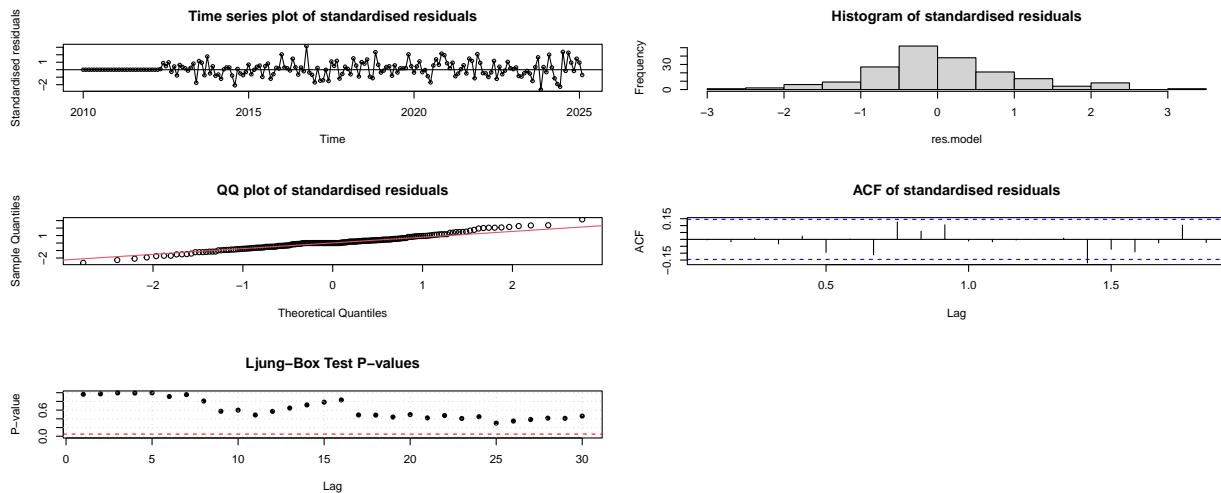 Time series plot of standardised residuals
Standardised residuals
1
−2
2010
2015
2020
2025
Time
Histogram of standardised residuals
Frequency
30
0
−3
−2
−1
0
1
2
3
res.model
QQ plot of standardised residuals
Sample Quantiles
1
−2
−2
−1
0
1
2
Theoretical Quantiles
ACF of standardised residuals
ACF
0.15
−0.15
0.5
1.0
1.5
Lag
Ljung−Box Test P−values
P−value
0.6
0.0
0
5
10
15
20
25
30
Lag